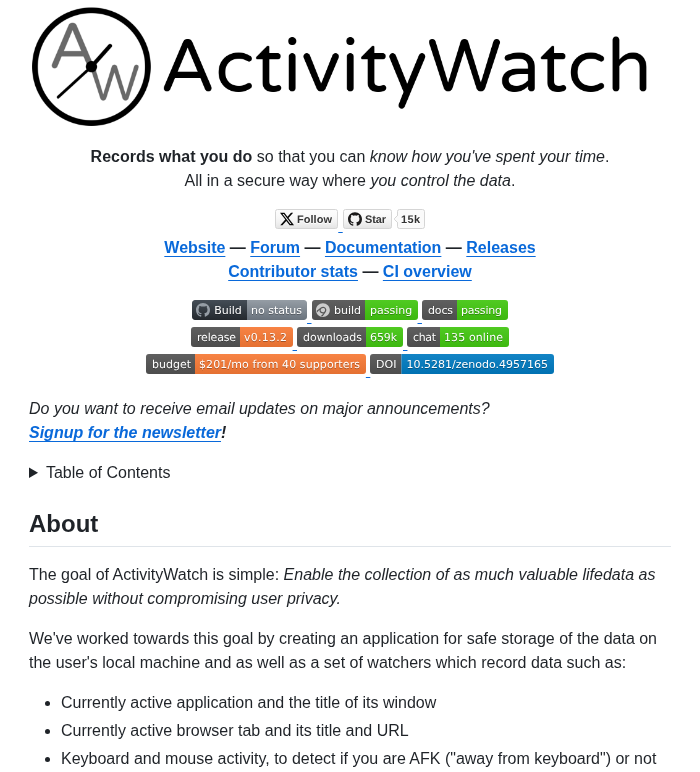 AW ActivityWatch
Records what you do so that you can know how you've spent your time.
All in a secure way where you control the data.
Follow Star 15k
Website — Forum — Documentation — Releases
Contributor stats — CI overview
Build no status build passing docs passing
release v0.13.2 downloads 659k chat 135 online
budget $201/mo from 40 supporters DOI 10.5281/zenodo.4957165
Do you want to receive email updates on major announcements?
Signup for the newsletter!
Table of Contents
About
The goal of ActivityWatch is simple: Enable the collection of as much valuable lifedata as
possible without compromising user privacy.
We've worked towards this goal by creating an application for safe storage of the data on
the user's local machine and as well as a set of watchers which record data such as:
• Currently active application and the title of its window
• Currently active browser tab and its title and URL
• Keyboard and mouse activity, to detect if you are AFK ("away from keyboard") or not